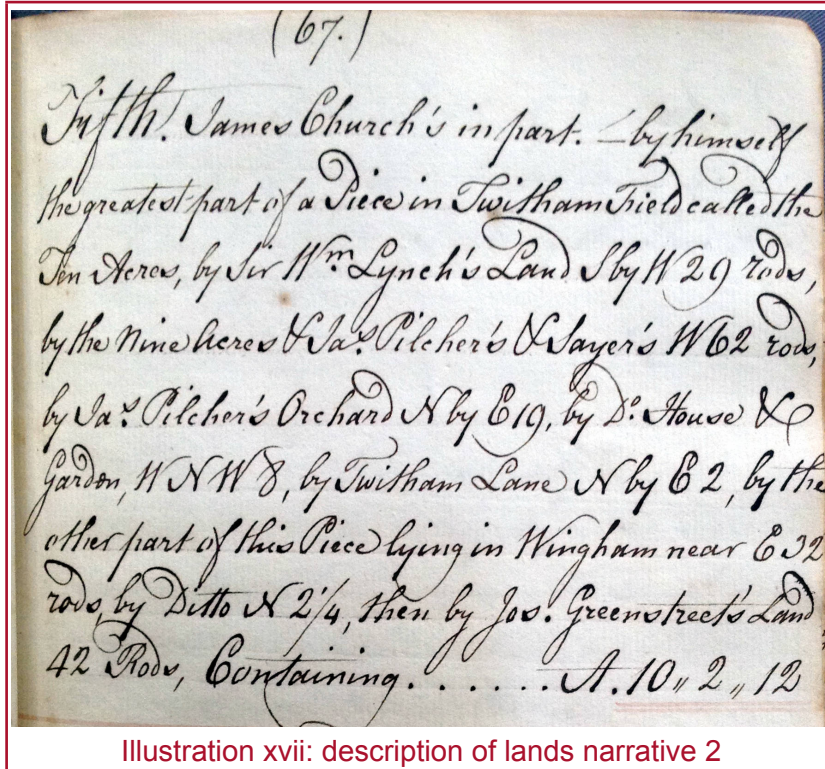 (67.)
Fifth. James Church's in part. – by himself
the greatest part of a Piece in Twitham Field called the
Ten Acres, by Sir Wm. Lynch's Land S by W 29 rods,
by the Nine Acres & Jas. Pilcher's & Sayer's W 62 rods,
by Jas. Pilcher's Orchard N by E 19, by Do. House &
Garden, W N W 8, by Twitham Lane N by E 2, by the
other part of this Piece lying in Wingham near E 32
rods, by Ditto N 2 1/4, then by Jos. Greenstreet's Land
42 Rods, Containing . . . . . . . A. 10 " 2 " 12
Illustration xvii: description of lands narrative 2